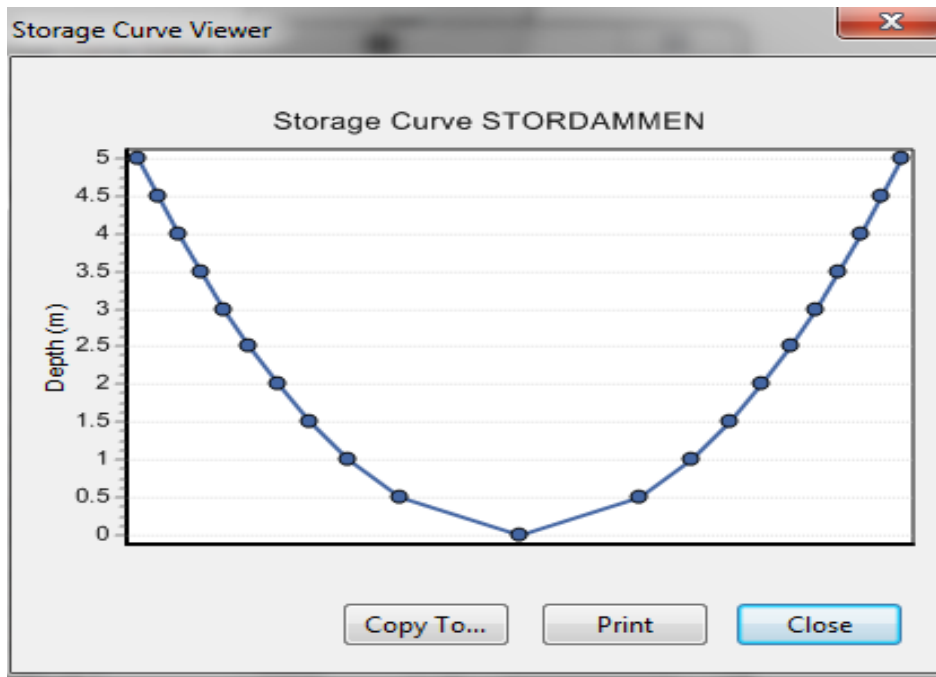 Storage Curve Viewer
Storage Curve STORDAMMEN
Depth (m)
5
4.5
4
3.5
3
2.5
2
1.5
1
0.5
0
Copy To...
Print
Close